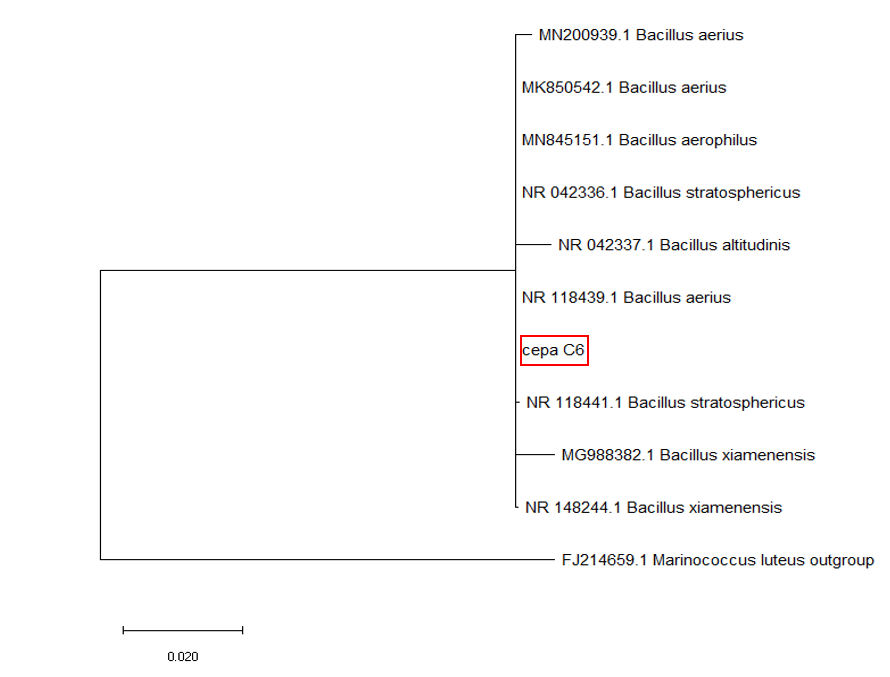 MN200939.1 Bacillus aerius
MK850542.1 Bacillus aerius
MN845151.1 Bacillus aerophilus
NR 042336.1 Bacillus stratosphericus
NR 042337.1 Bacillus altitudinis
NR 118439.1 Bacillus aerius
cepa C6
NR 118441.1 Bacillus stratosphericus
MG988382.1 Bacillus xiamenensis
NR 148244.1 Bacillus xiamenensis
FJ214659.1 Marinococcus luteus outgroup
0.020